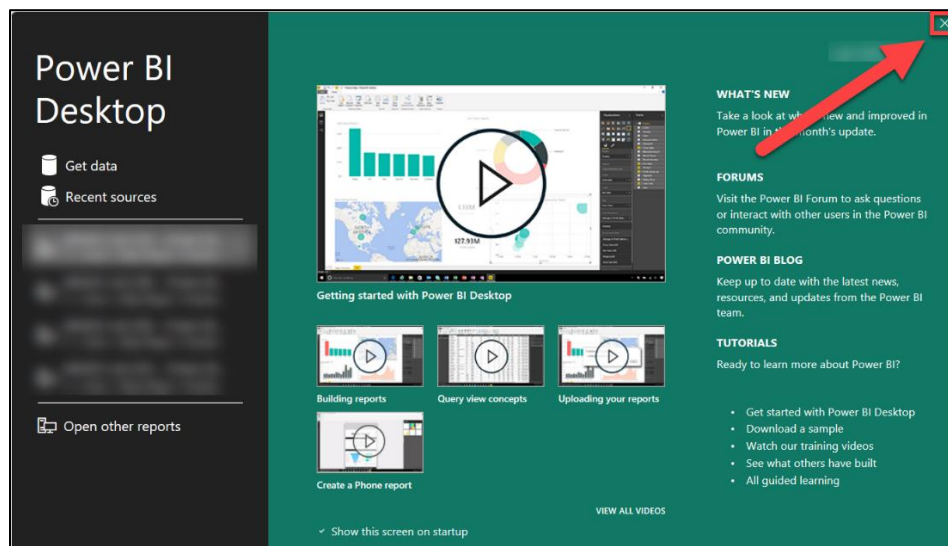 Power BI
Desktop
Get data
Recent sources
Open other reports
127.93M
Getting started with Power BI Desktop
Building reports
Query view concepts
Uploading your reports
Create a Phone report
VIEW ALL VIDEOS
Show this screen on startup
WHAT'S NEW
Take a look at what's new and improved in
Power BI in this month's update.
FORUMS
Visit the Power BI Forum to ask questions
or interact with other users in the Power BI
community.
POWER BI BLOG
Keep up to date with the latest news,
resources, and updates from the Power BI
team.
TUTORIALS
Ready to learn more about Power BI?
Get started with Power BI Desktop
Download a sample
Watch our training videos
See what others have built
All guided learning